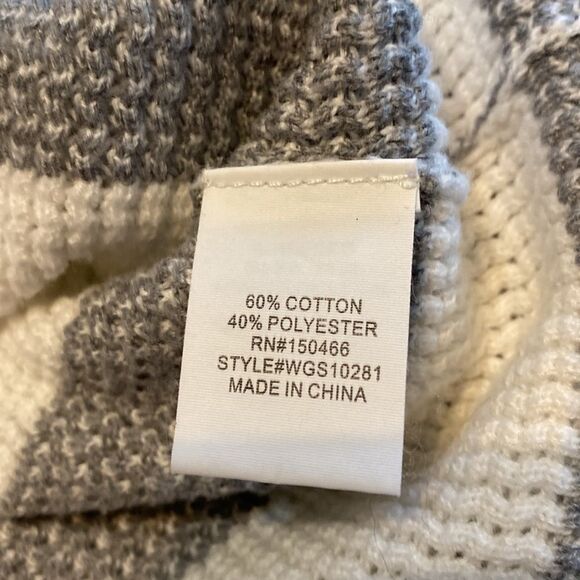 60% COTTON
40% POLYESTER
RN#150466
STYLE#WGS10281
MADE IN CHINA